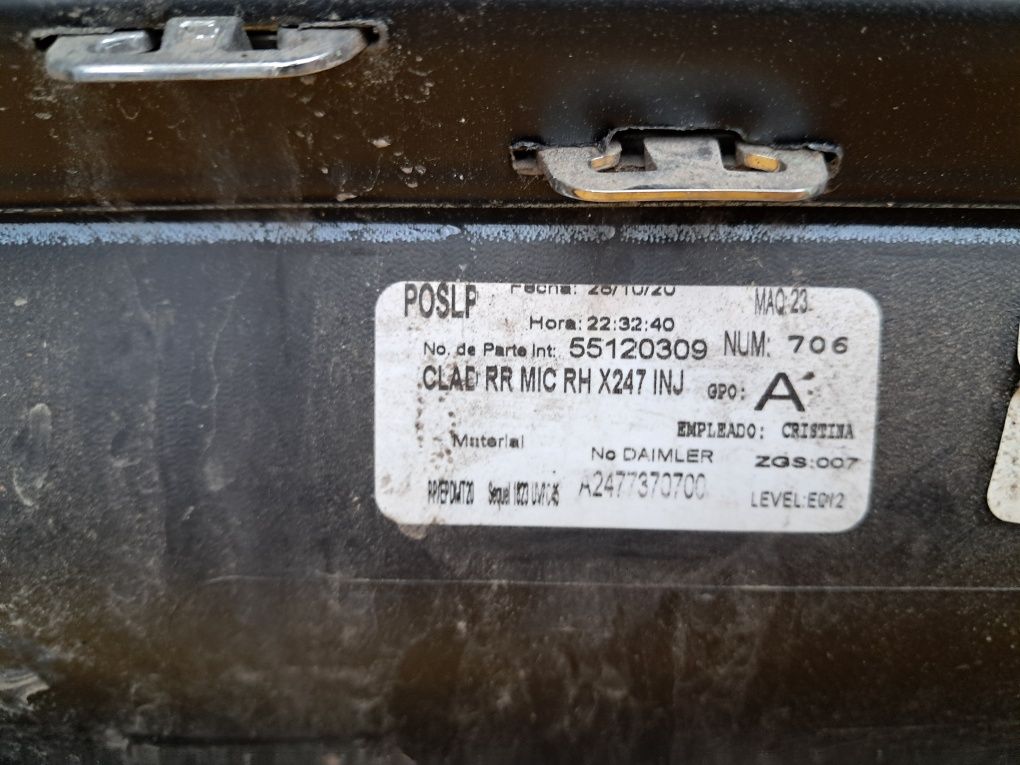 POSLP Fecha: 28/10/20 MAQ 23
Hora: 22:32:40
No. de Parte Int: 55120309 NUM: 706
CLAD RR MIC RH X247 INJ GPO: A
EMPLEADO: CRISTINA
Material No DAIMLER ZGS:007
A2477370700 LEVEL:EQ12